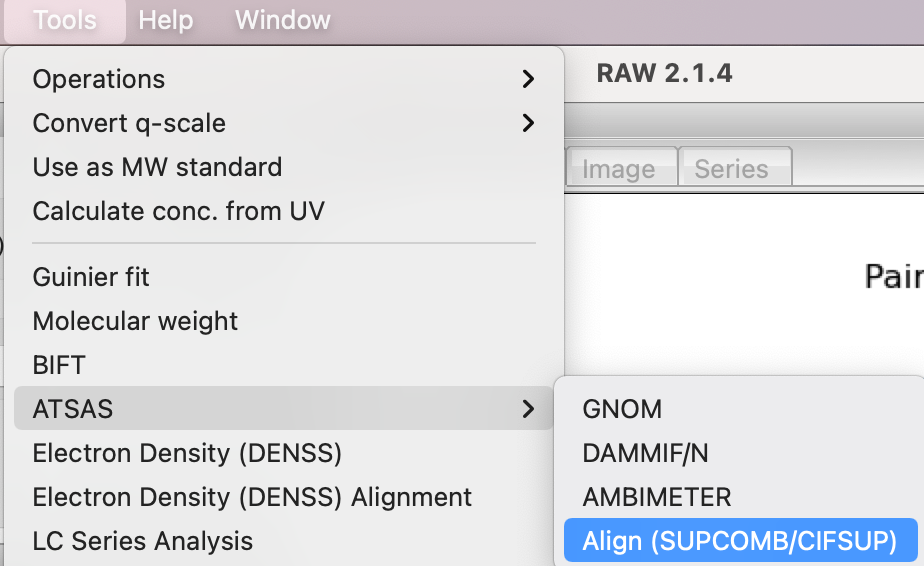 Tools Help Window
RAW 2.1.4
Operations
Convert q-scale
Use as MW standard
Calculate conc. from UV
Image Series
Guinier fit
Molecular weight
BIFT
ATSAS
Electron Density (DENSS)
Electron Density (DENSS) Alignment
LC Series Analysis
GNOM
DAMMIF/N
AMBIMETER
Align (SUPCOMB/CIFSUP)